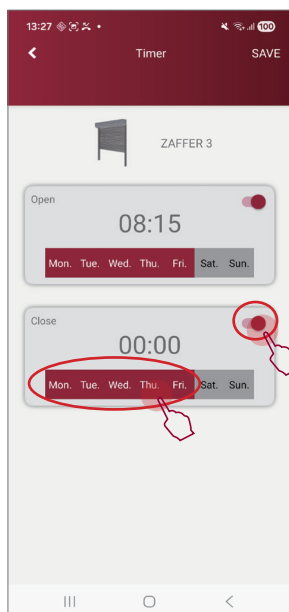 13:27
100
Timer
SAVE
ZAFFER 3
Open
08:15
Mon. Tue. Wed. Thu. Fri. Sat. Sun.
Close
00:00
Mon. Tue. Wed. Thu. Fri. Sat. Sun.